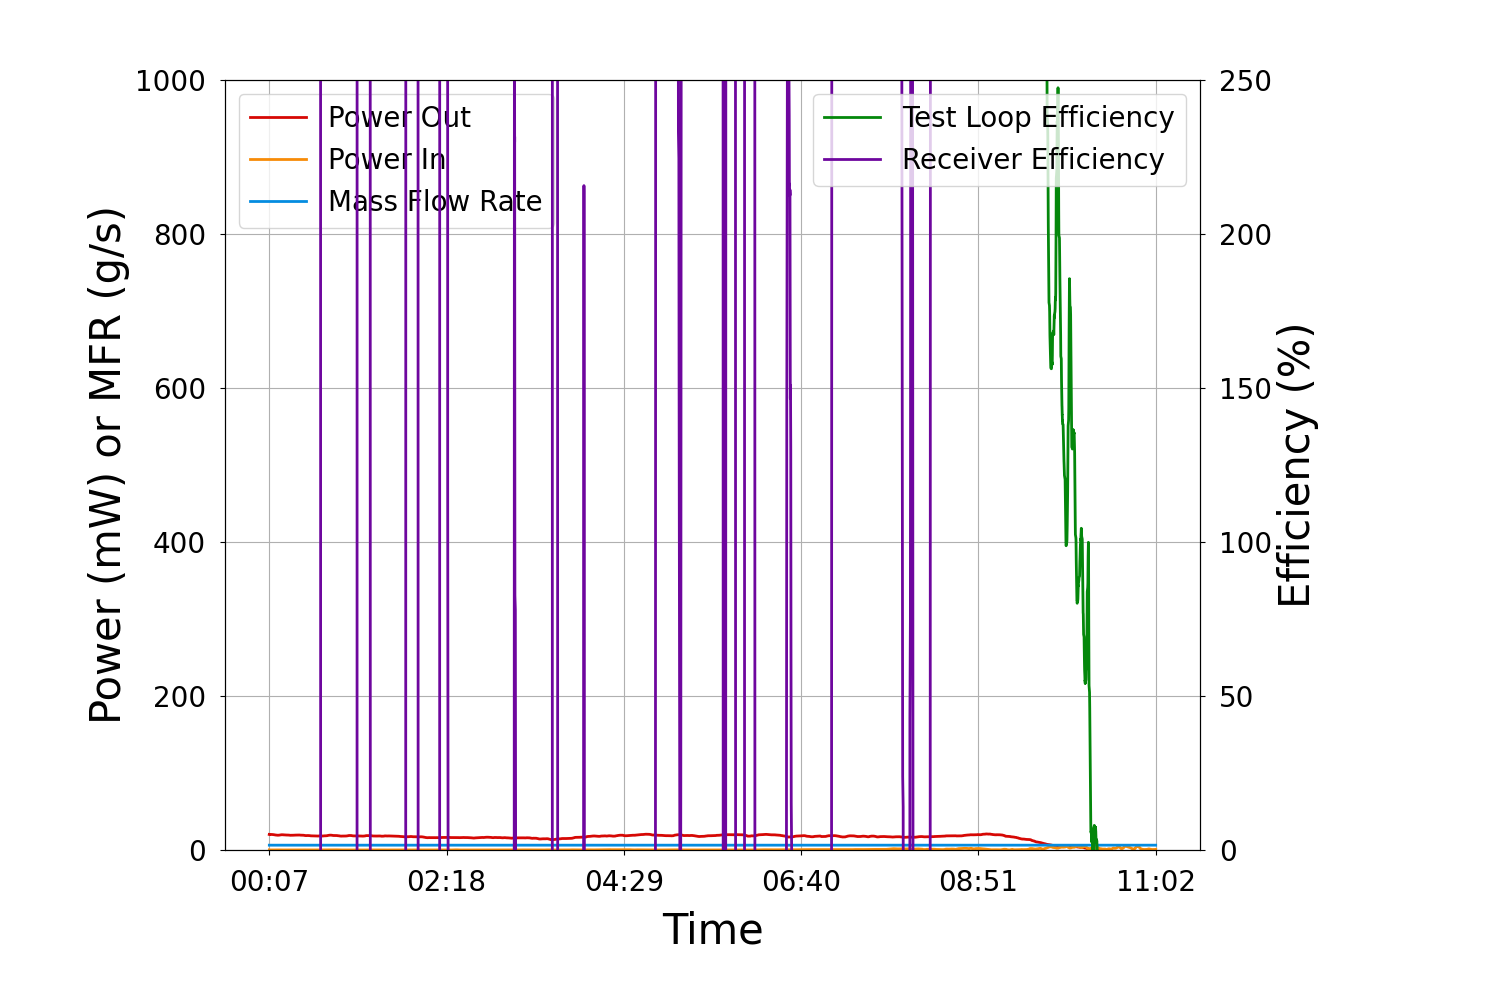 1000
800
600
400
200
0
Power (mW) or MFR (g/s)
Power Out
Power In
Mass Flow Rate
Test Loop Efficiency
Receiver Efficiency
250
200
150
100
50
0
Efficiency (%)
00:07 02:18 04:29 06:40 08:51 11:02
Time